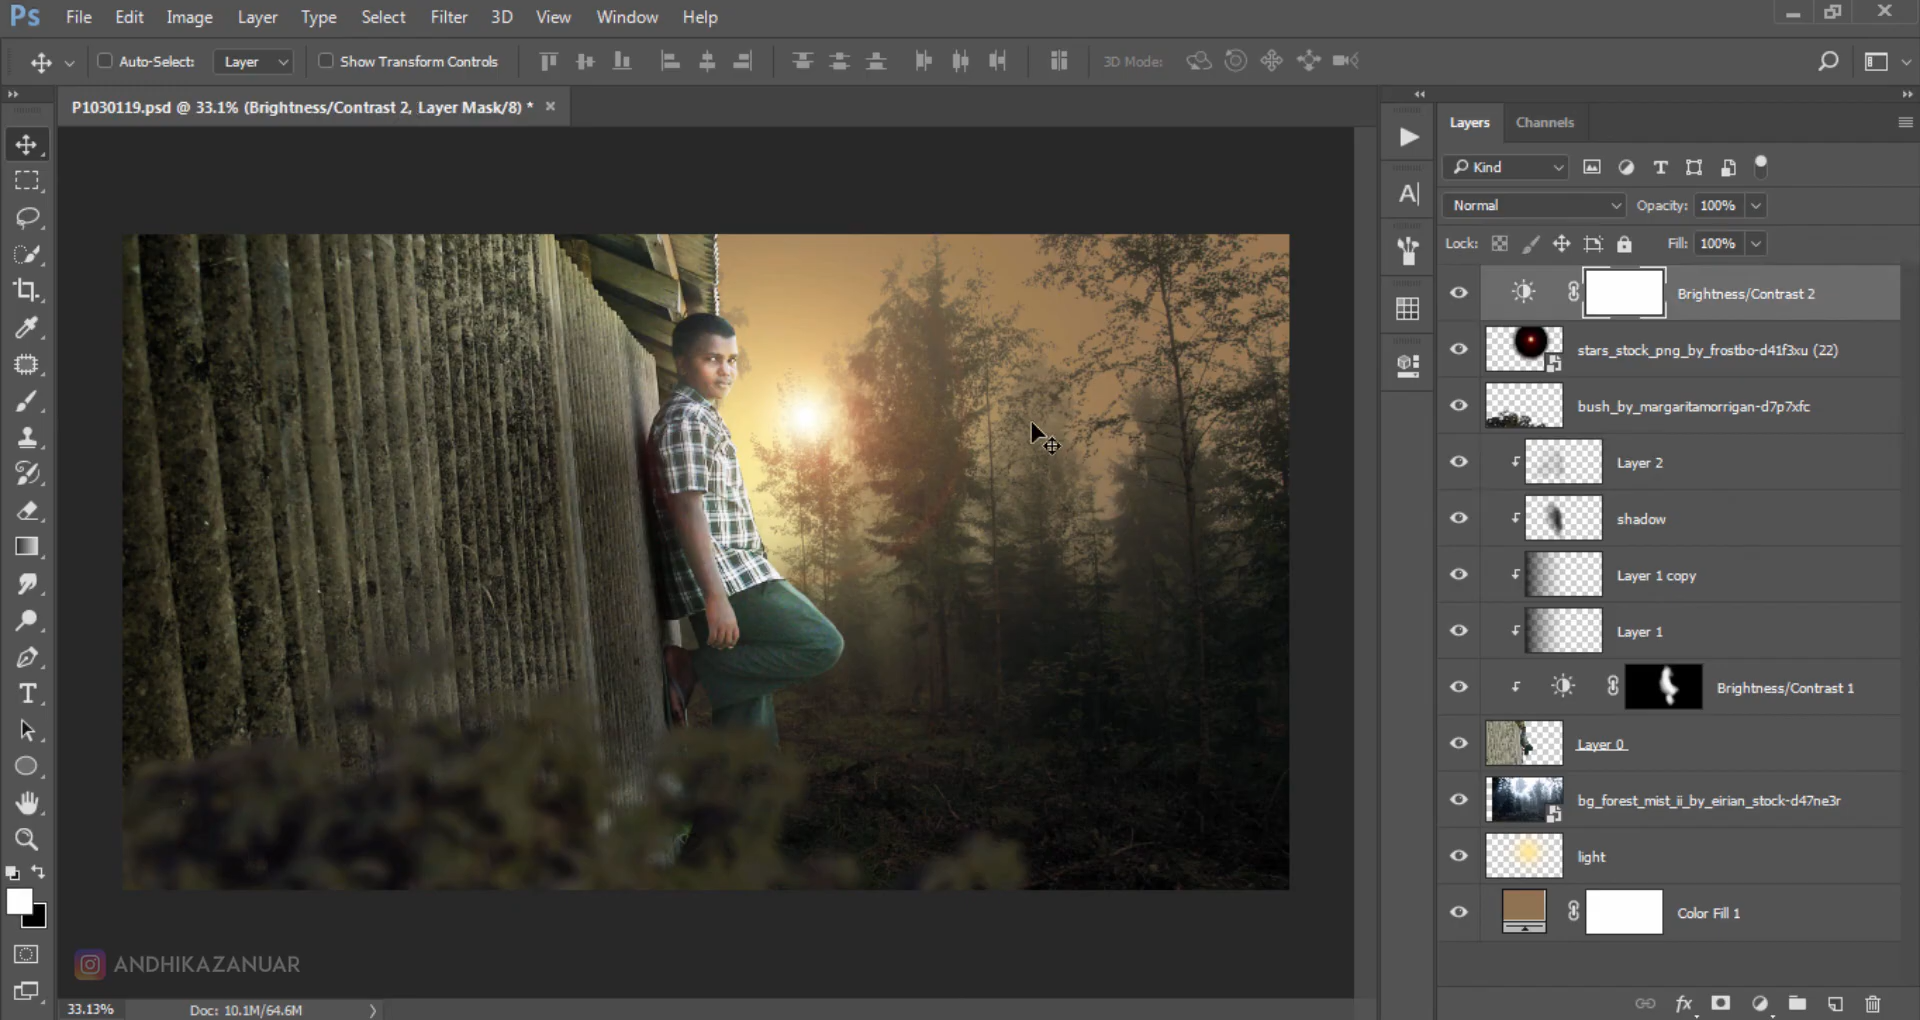 Ps File Edit Image Layer Type Select Filter 3D View Window Help
Auto-Select: Layer Show Transform Controls 3D Mode:
P1030119.psd @ 33.1% (Brightness/Contrast 2, Layer Mask/8) *
Layers Channels
Kind
Normal Opacity: 100%
Lock: Fill: 100%
Brightness/Contrast 2
stars_stock_png_by_frostbo-d41f3xu (22)
bush_by_margaritamorrigan-d7p7xfc
Layer 2
shadow
Layer 1 copy
Layer 1
Brightness/Contrast 1
Layer 0
bg_forest_mist_ii_by_eirian_stock-d47ne3r
light
Color Fill 1
ANDHIKAZANUAR
33.13% Doc: 10.1M/64.6M
fx